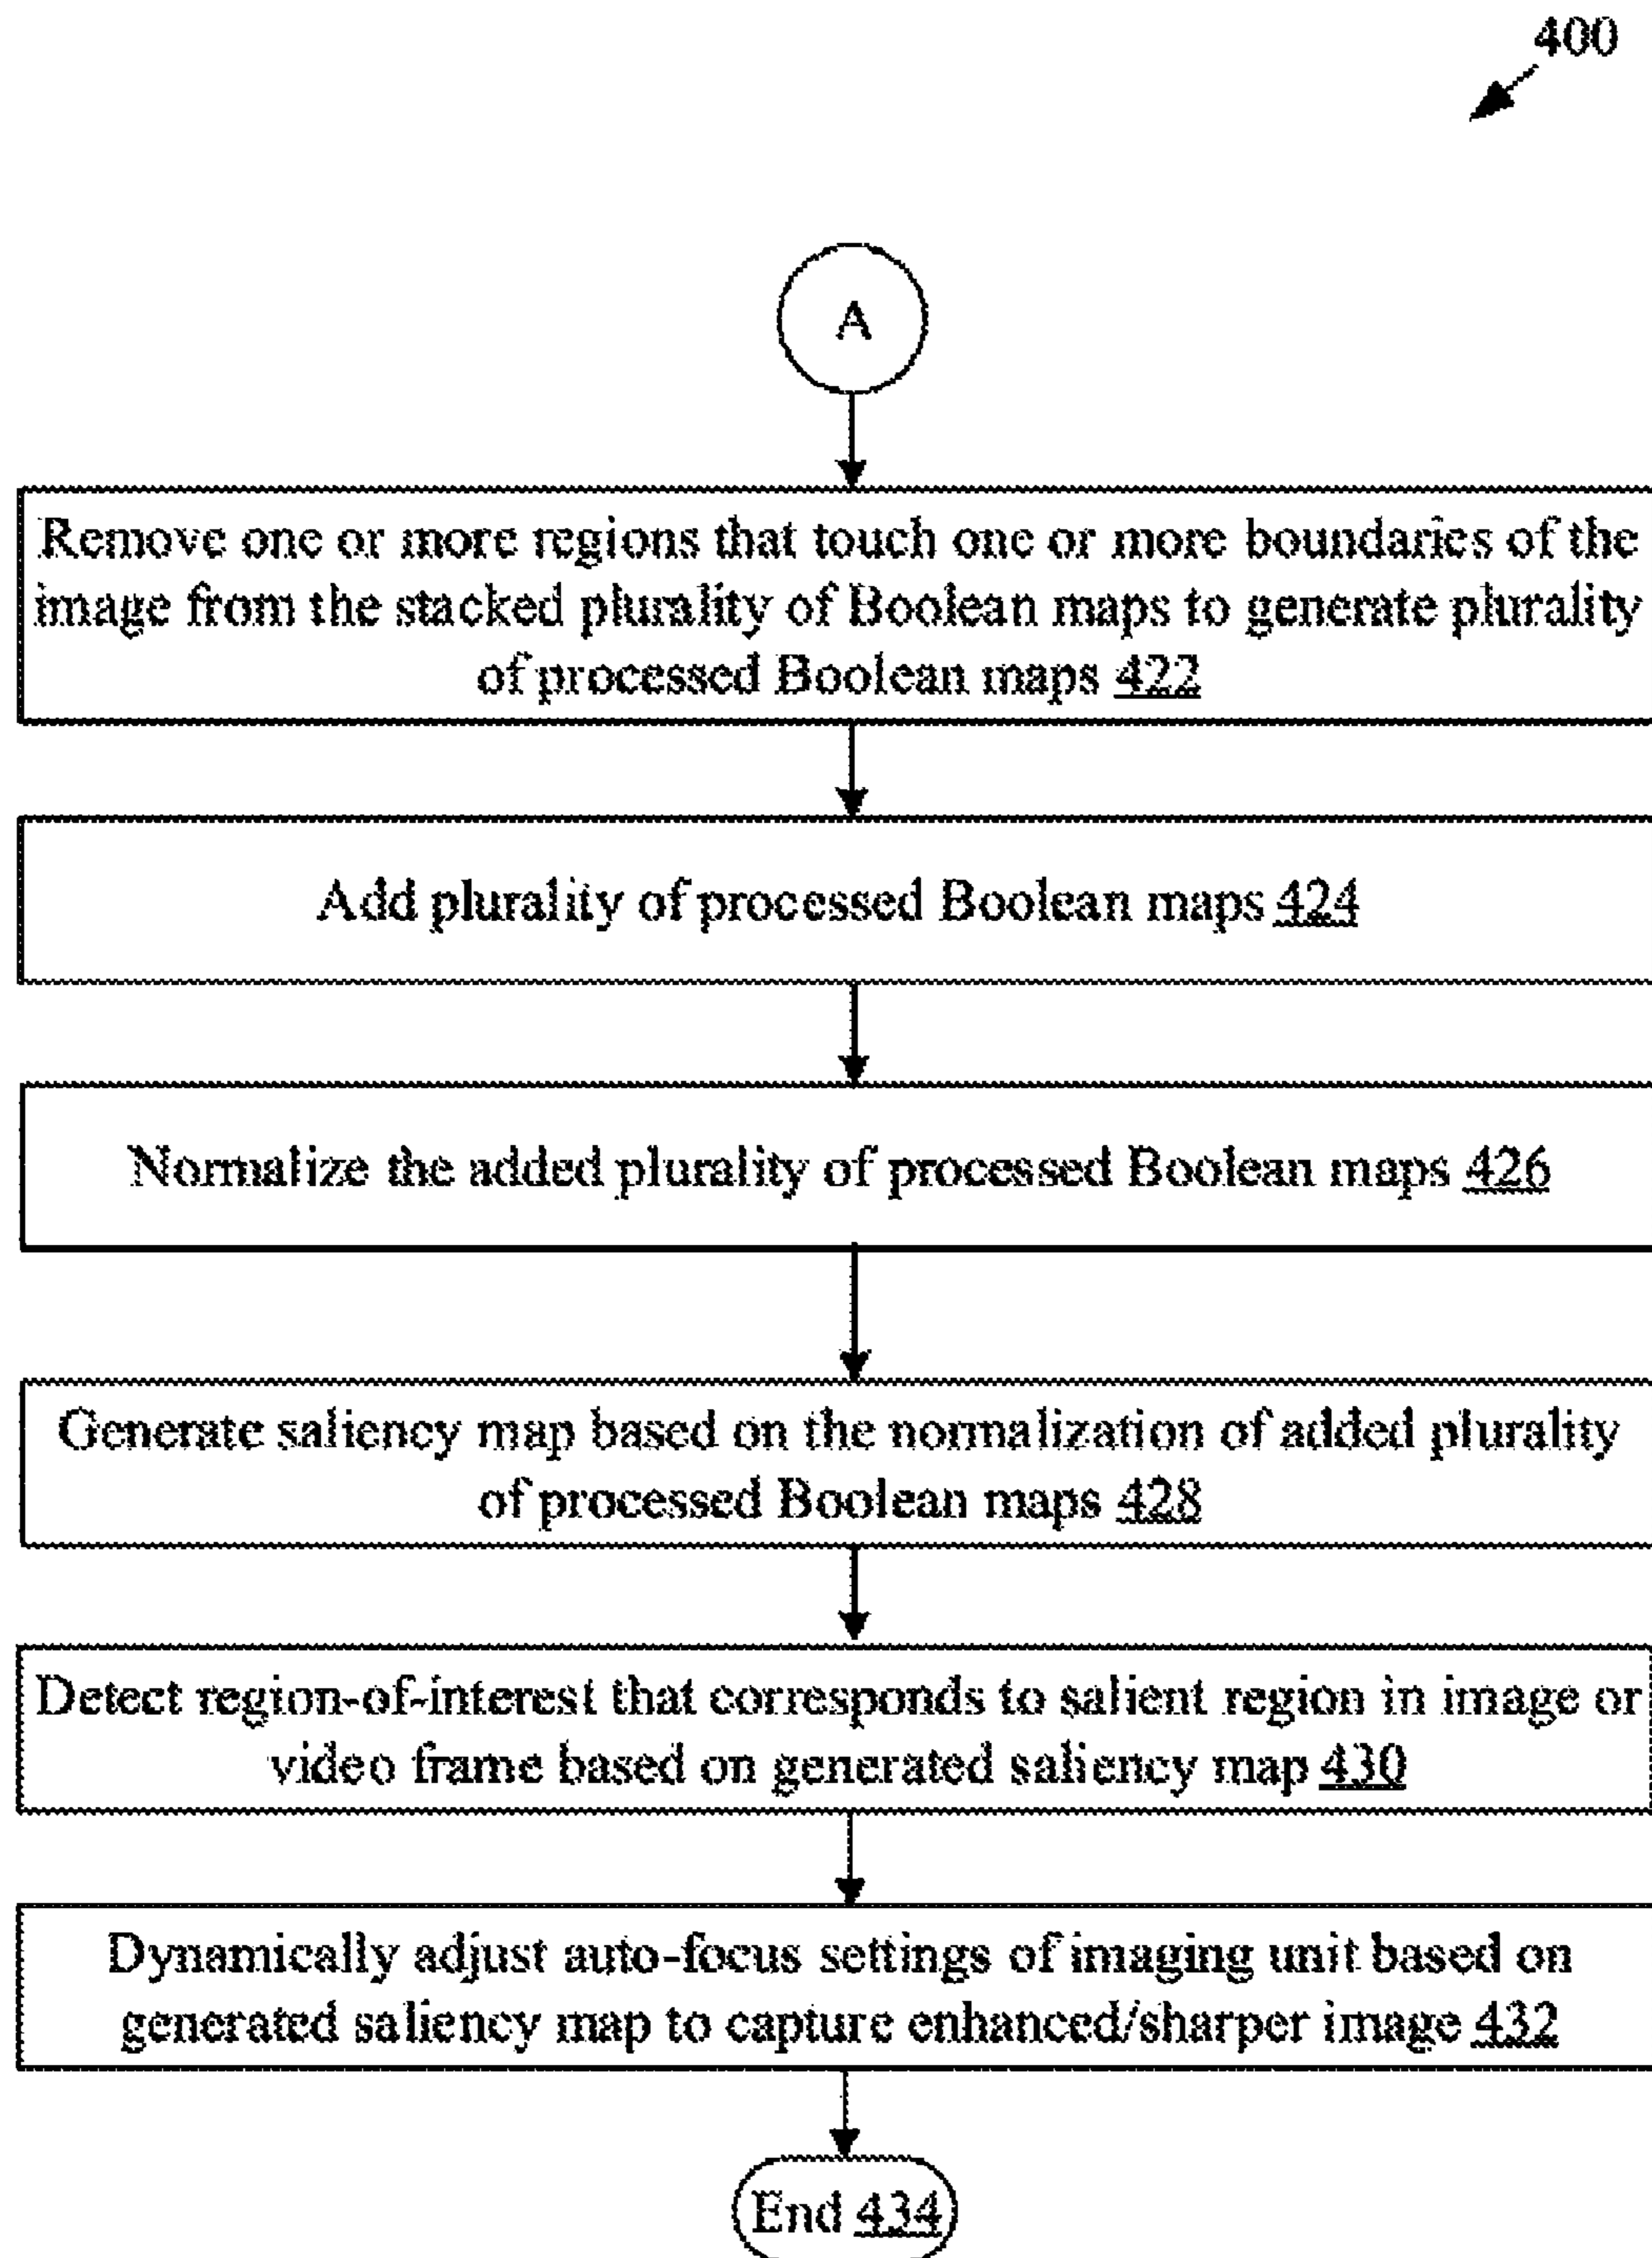 400
A
Remove one or more regions that touch one or more boundaries of the
image from the stacked plurality of Boolean maps to generate plurality
of processed Boolean maps 422
Add plurality of processed Boolean maps 424
Normalize the added plurality of processed Boolean maps 426
Generate saliency map based on the normalization of added plurality
of processed Boolean maps 428
Detect region-of-interest that corresponds to salient region in image or
video frame based on generated saliency map 430
Dynamically adjust auto-focus settings of imaging unit based on
generated saliency map to capture enhanced/sharper image 432
End 434